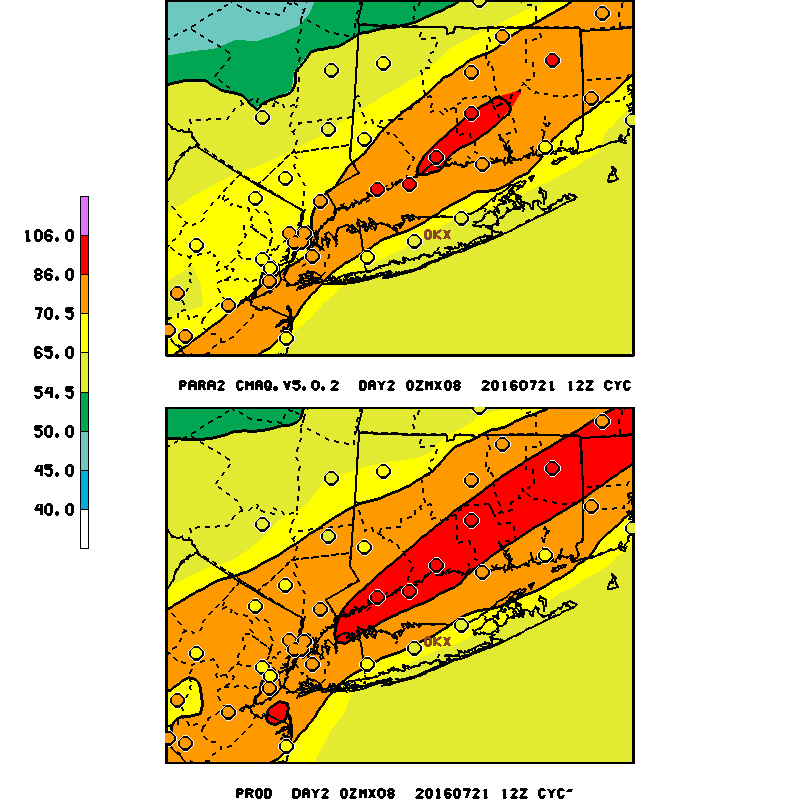 OKX
106.0
86.0
70.5
65.0
54.5
50.0
45.0
40.0
PARA2 CMAQ.V5.0.2 DAY2 OZMX08 20160721 12Z CYC
OKX
PROD DAY2 OZMX08 20160721 12Z CYC~